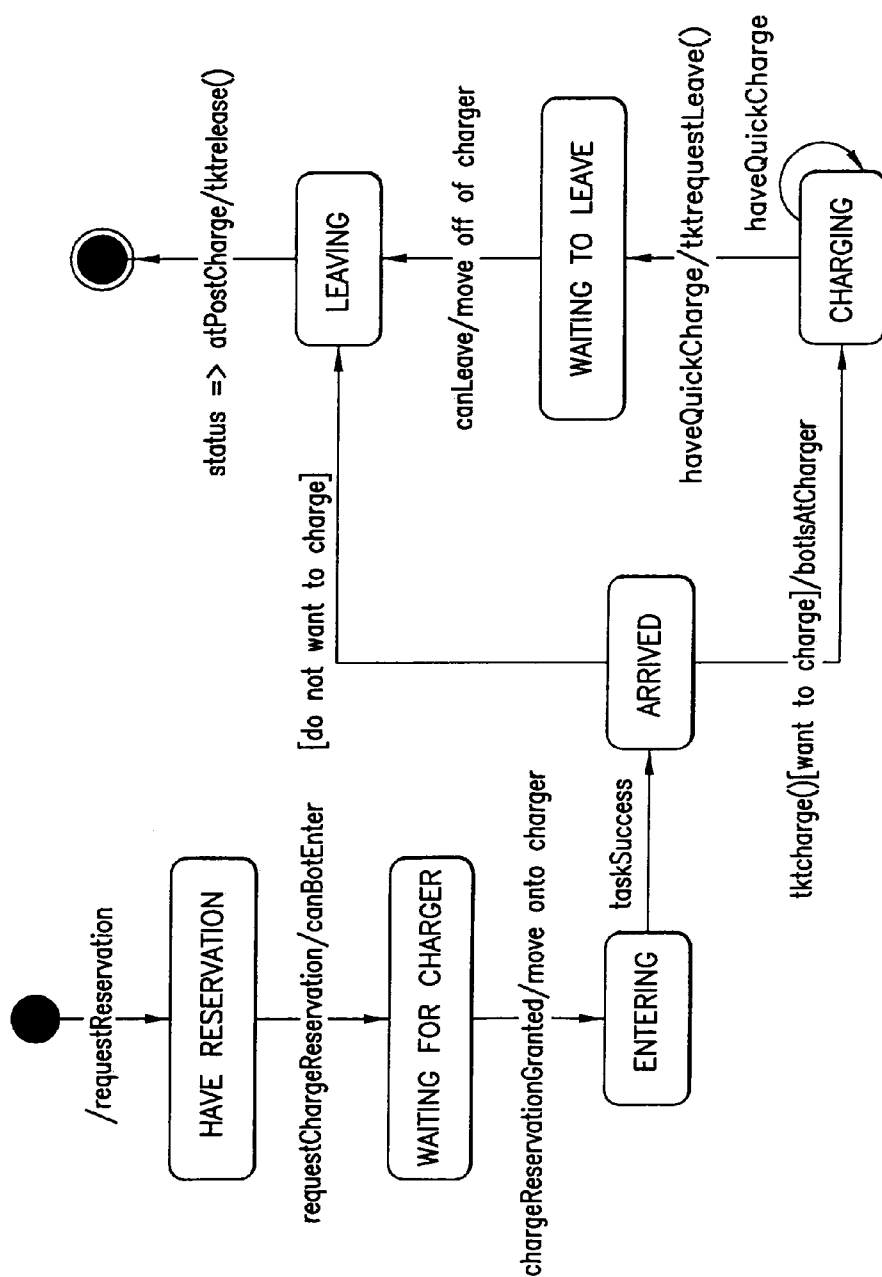 /requestReservation
HAVE RESERVATION
requestChargeReservation/canBotEnter
WAITING FOR CHARGER
chargeReservationGranted/move onto charger
ENTERING
taskSuccess
ARRIVED
[do not want to charge]
tktcharge()[want to charge]/botIsAtCharger
CHARGING
haveQuickCharge
haveQuickCharge/tktrequestLeave()
WAITING TO LEAVE
canLeave/move off of charger
LEAVING
status => atPostCharge/tktrelease()